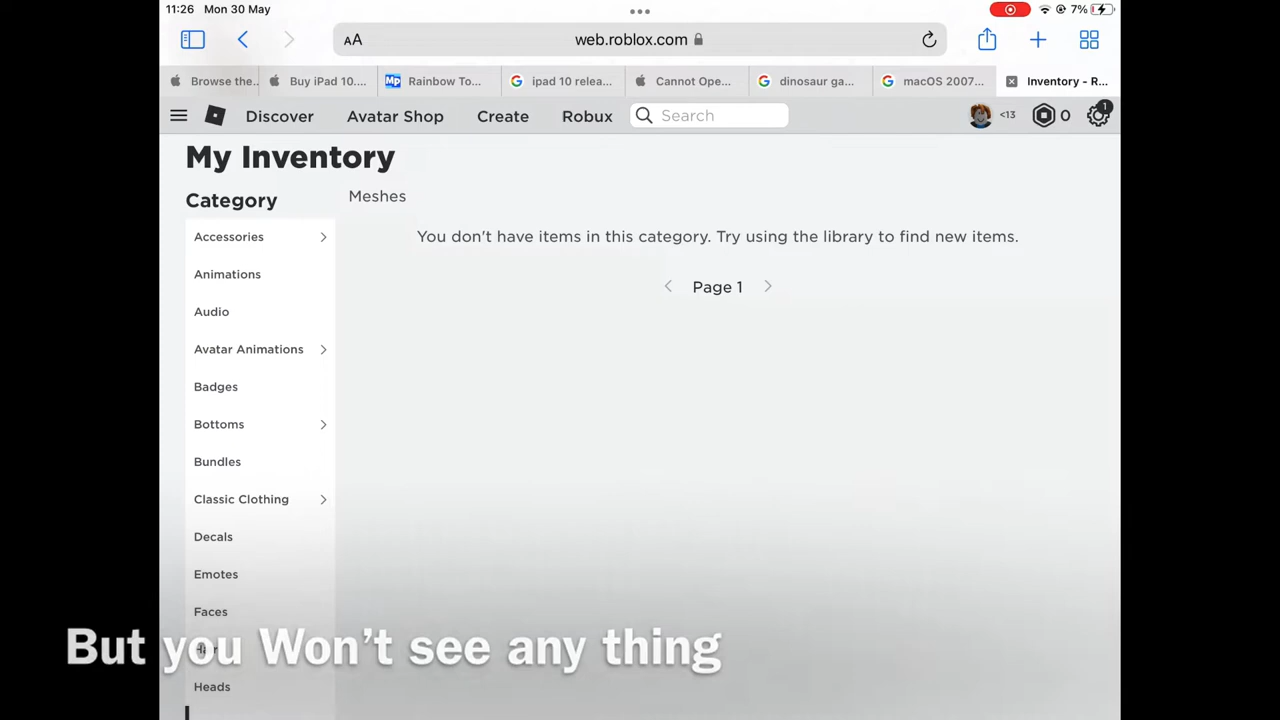 11:26 Mon 30 May
7%
AA
web.roblox.com
Browse the..
Buy iPad 10....
Mp Rainbow To...
G ipad 10 relea...
Cannot Ope...
G dinosaur ga...
G macOS 2007...
Inventory - R...
Discover
Avatar Shop
Create
Robux
Search
<13
0
1
My Inventory
Category
Meshes
Accessories
You don't have items in this category. Try using the library to find new items.
Animations
Page 1
Audio
Avatar Animations
Badges
Bottoms
Bundles
Classic Clothing
Decals
Emotes
Faces
But you Won't see any thing
Heads